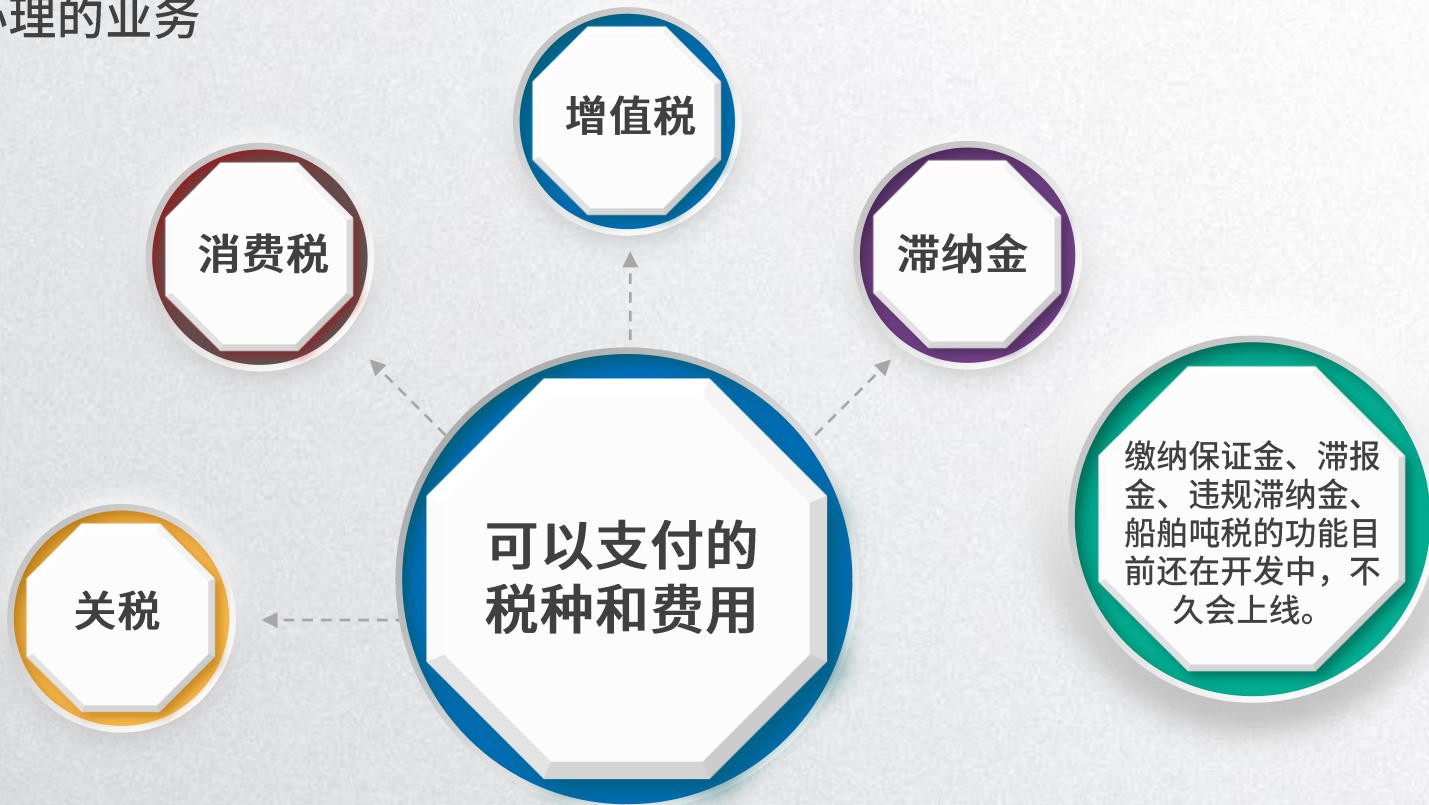 理的业务
增值税
消费税
滞纳金
关税
可以支付的
税种和费用
缴纳保证金、滞报
金、违规滞纳金、
船舶吨税的功能目
前还在开发中，不
久会上线。